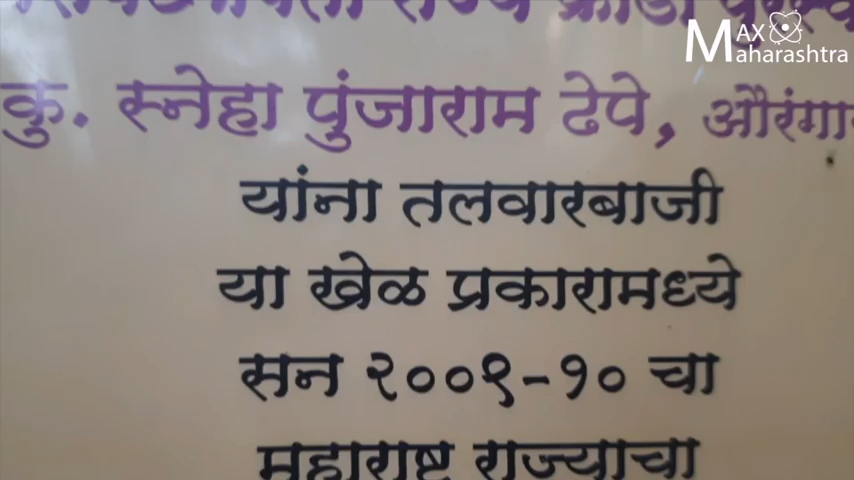 राज्य क्रीडा
MAX Maharashtra
कु. स्नेहा पुंजाराम ढेपे, औरंगा
यांना तलवारबाजी
या खेळ प्रकारामध्ये
सन २००९-१० चा
महाराष्ट्र राज्याचा